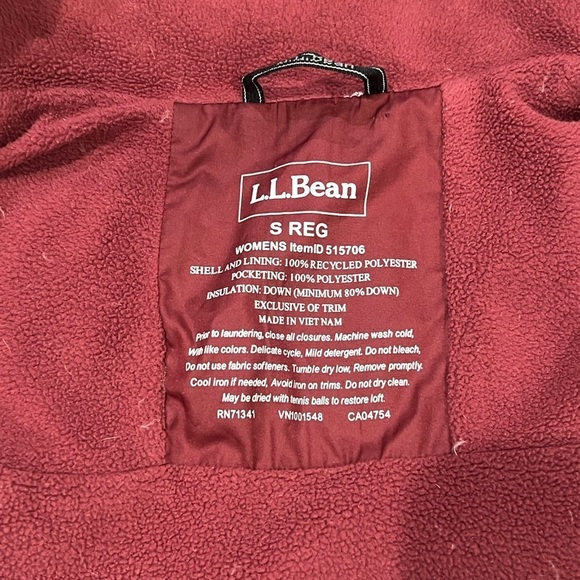 L.L.Bean
L.L.Bean
S REG
WOMENS ItemID 515706
SHELL AND LINING: 100% RECYCLED POLYESTER
POCKETING: 100% POLYESTER
INSULATION: DOWN (MINIMUM 80% DOWN)
EXCLUSIVE OF TRIM
MADE IN VIET NAM
Prior to laundering, close all closures. Machine wash cold,
Wash like colors. Delicate cycle, Mild detergent. Do not bleach,
Do not use fabric softeners. Tumble dry low, Remove promptly.
Cool iron if needed, Avoid iron on trims. Do not dry clean.
May be dried with tennis balls to restore loft.
RN71341 VN1001548 CA04754